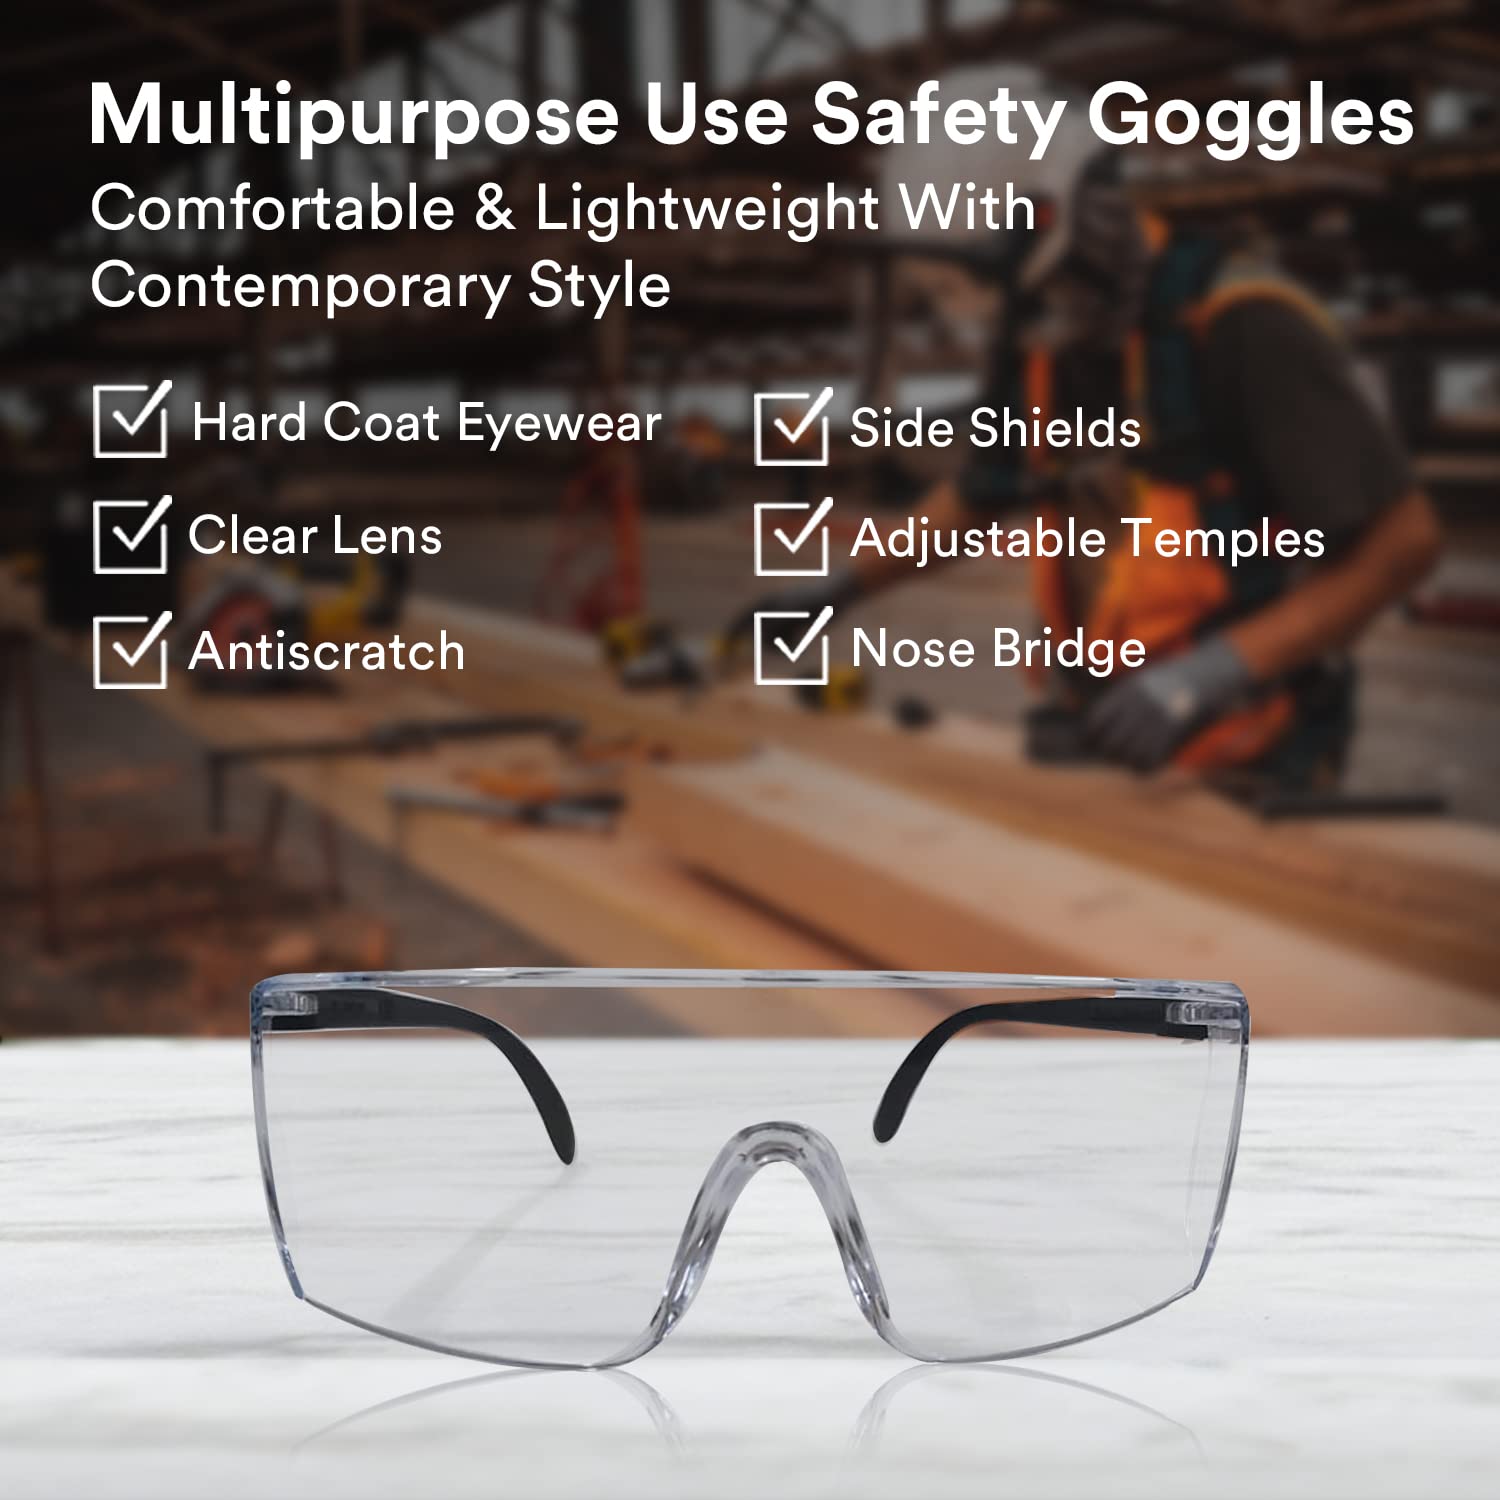 Multipurpose Use Safety Goggles
Comfortable & Lightweight With
Contemporary Style
Hard Coat Eyewear
Clear Lens
Antiscratch
Side Shields
Adjustable Temples
Nose Bridge